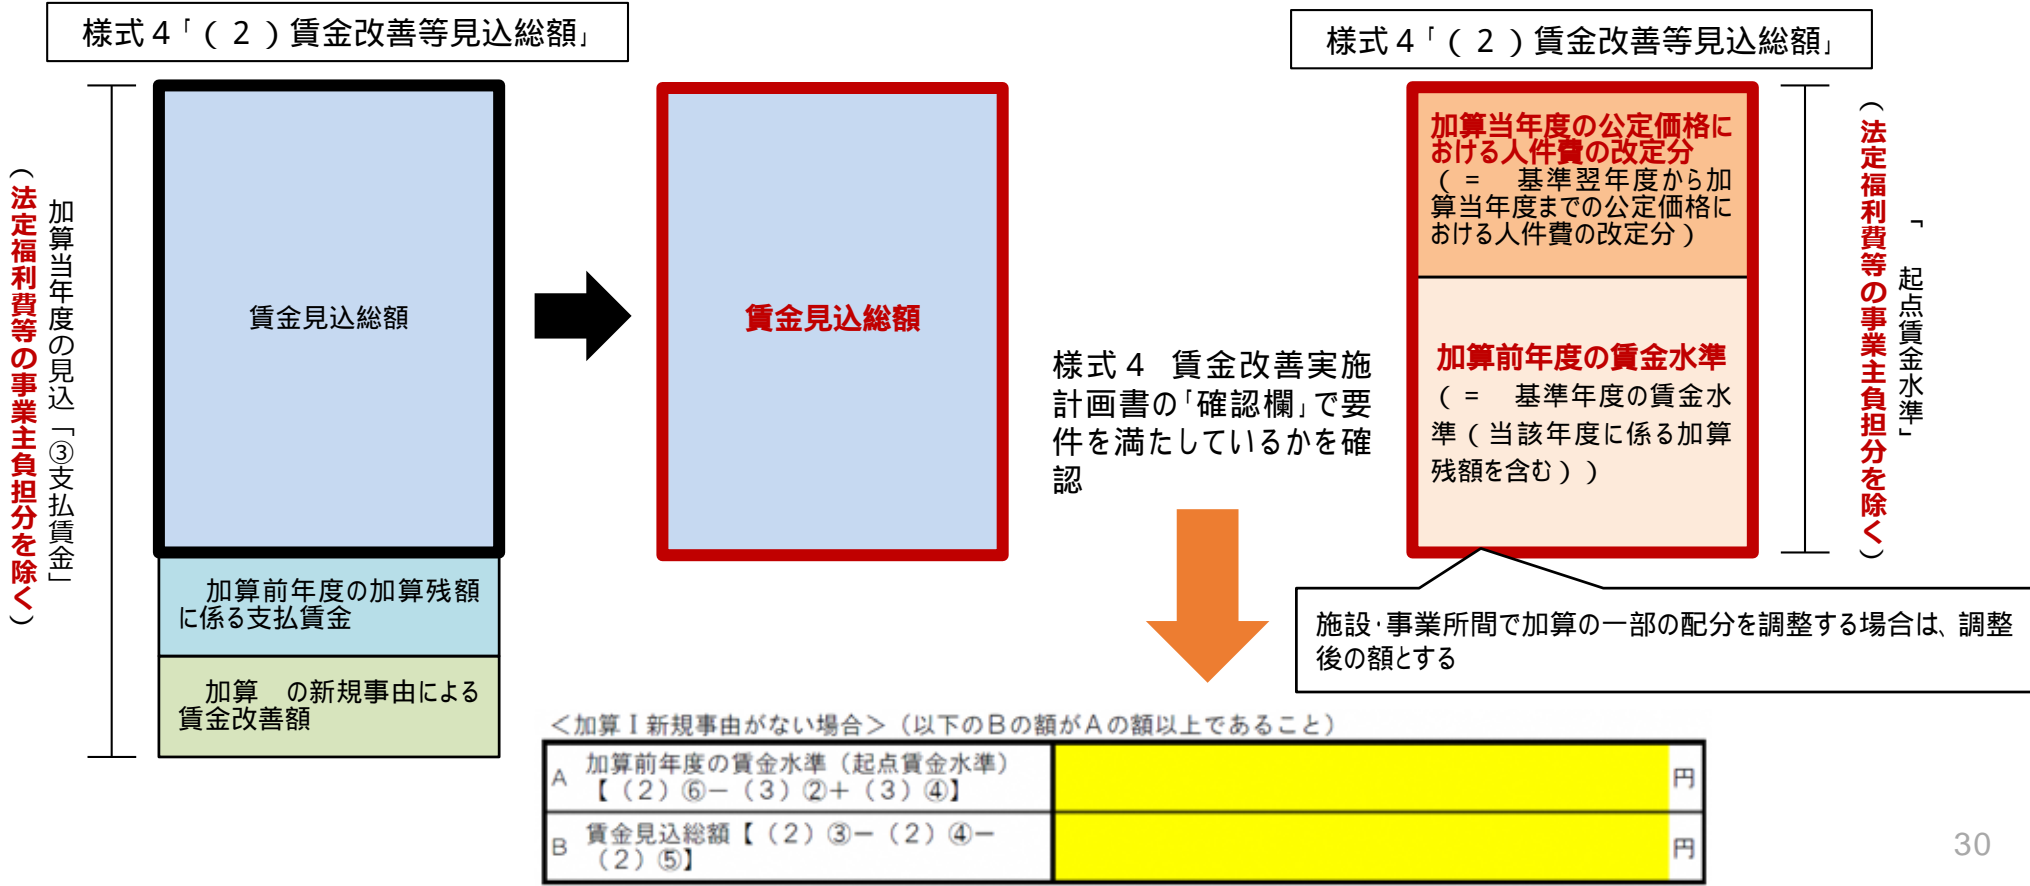 様式４「（２）賃金改善等見込総額」
様式４「（２）賃金改善等見込総額」
加算当年度の見込「③支払賃金」
（法定福利費等の事業主負担分を除く）
賃金見込総額
加算前年度の加算残額
に係る支払賃金
加算　の新規事由による
賃金改善額
賃金見込総額
様式４　賃金改善実施
計画書の「確認欄」で要
件を満たしているかを確
認
加算当年度の公定価格に
おける人件費の改定分
（＝　基準翌年度から加
算当年度までの公定価格に
おける人件費の改定分）
加算前年度の賃金水準
（＝　基準年度の賃金水
準（当該年度に係る加算
残額を含む））
「　起点賃金水準」
（法定福利費等の事業主負担分を除く）
施設・事業所間で加算の一部の配分を調整する場合は、調整
後の額とする
＜加算Ⅰ新規事由がない場合＞（以下のＢの額がＡの額以上であること）
A 加算前年度の賃金水準（起点賃金水準）
【（２）⑥－（３）②＋（３）④】 円
B 賃金見込総額【（２）③－（２）④－
（２）⑤】 円
30